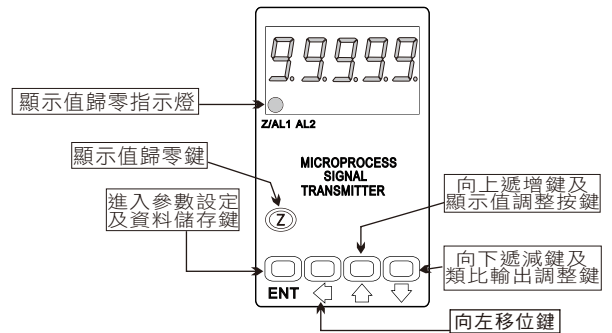 99999
顯示值歸零指示燈
Z/AL1 AL2
顯示值歸零鍵
MICROPROCESS
SIGNAL
TRANSMITTER
進入參數設定
及資料儲存鍵
Z
向上遞增鍵及
顯示值調整按鍵
向下遞減鍵及
類比輸出調整鍵
ENT
向左移位鍵